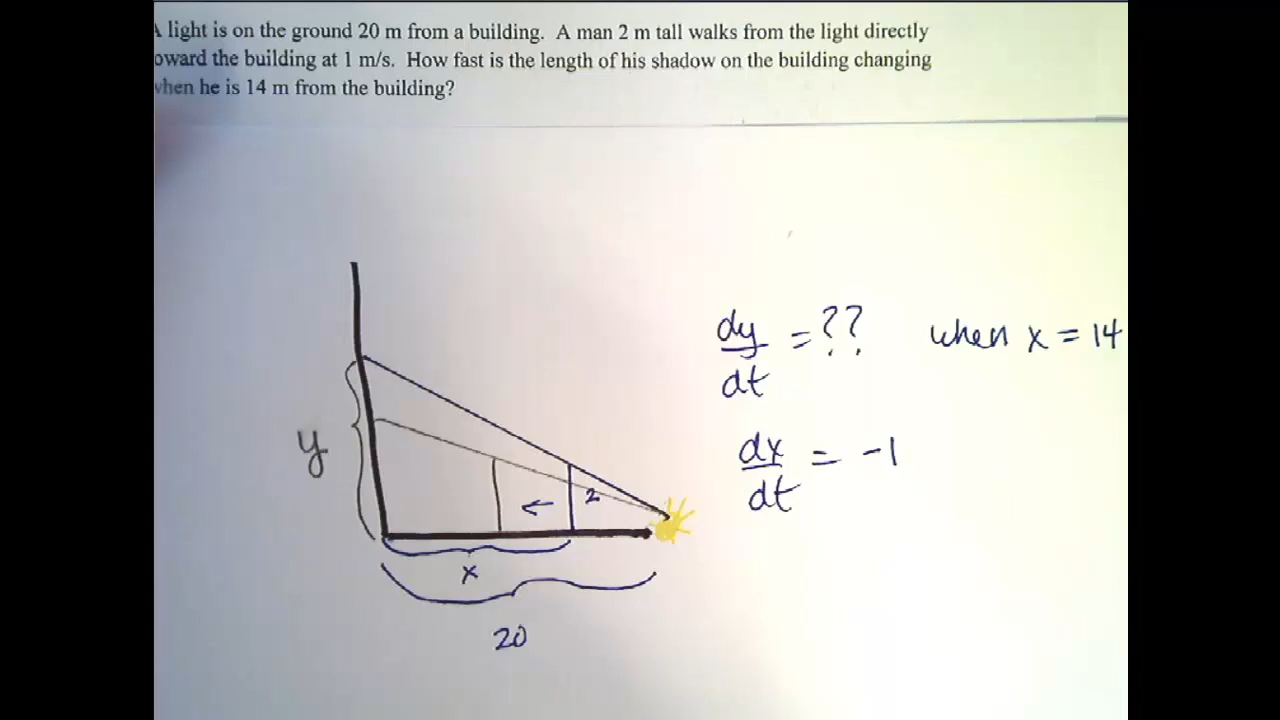 light is on the ground 20 m from a building. A man 2 m tall walks from the light directly
oward the building at 1 m/s. How fast is the length of his shadow on the building changing
when he is 14 m from the building?
dy/dt = ?? when x = 14
dx/dt = -1
y
2
x
20